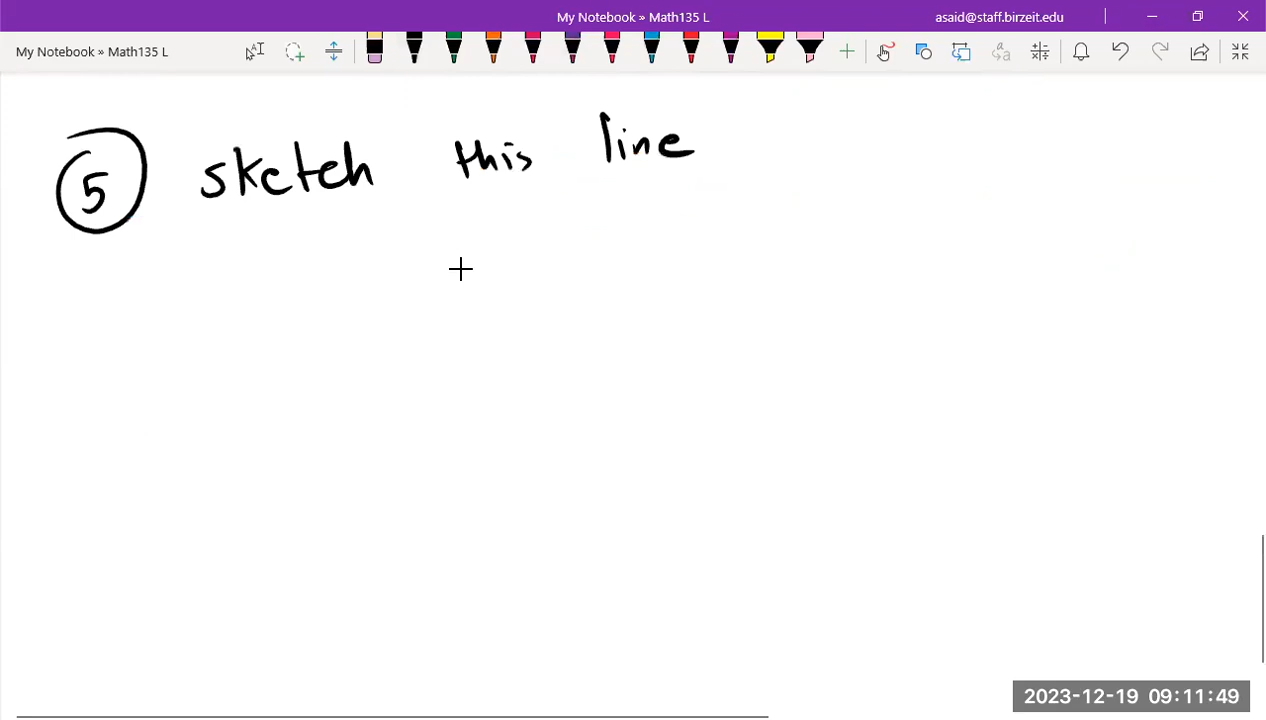 My Notebook » Math135 L
asaid@staff.birzeit.edu
My Notebook » Math135 L
5 sketch this line
2023-12-19 09:11:49